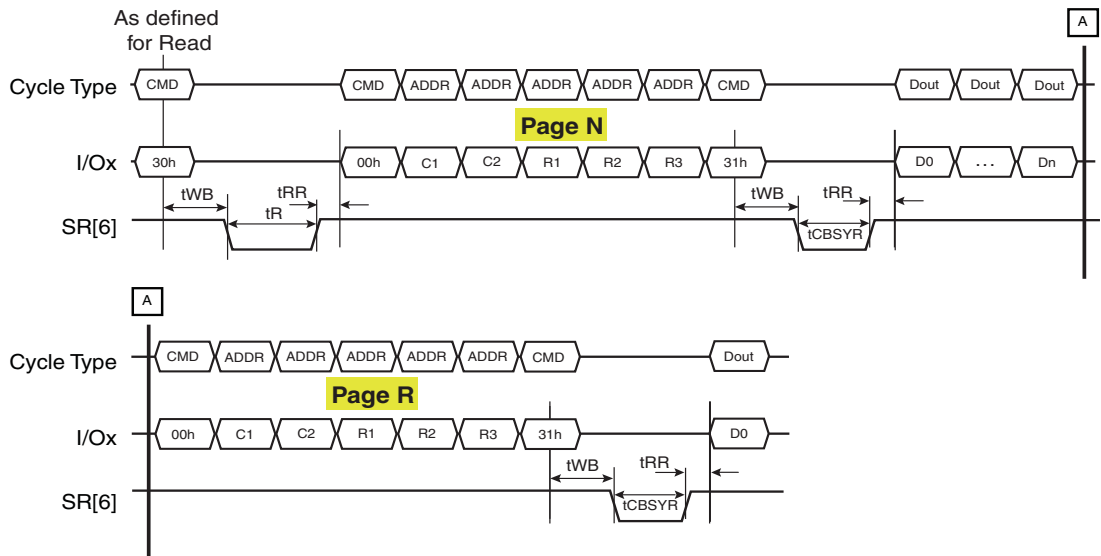 As defined
for Read
A
Cycle Type CMD CMD ADDR ADDR ADDR ADDR ADDR CMD Dout Dout Dout
Page N
I/Ox 30h 00h C1 C2 R1 R2 R3 31h D0 ... Dn
tWB tR tRR tWB tCBSYR tRR
SR[6]
A
Cycle Type CMD ADDR ADDR ADDR ADDR ADDR CMD Dout
Page R
I/Ox 00h C1 C2 R1 R2 R3 31h D0
tWB tRR
SR[6] tCBSYR